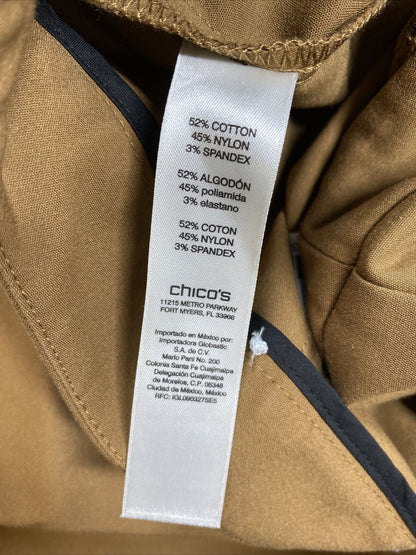 52% COTTON
45% NYLON
3% SPANDEX
52% ALGODÓN
45% poliamida
3% elastano
52% COTON
45% NYLON
3% SPANDEX
chico's
11215 METRO PARKWAY
FORT MYERS, FL 33966
Importado en México por:
Importadora Globastic
S.A. de C.V.
Mario Pani No. 200
Colonia Santa Fe Cuajimalpa
Delegación Cuajimalpa
de Morelos, C.P. 05348
Ciudad de México, México
RFC: IGL090327SE5